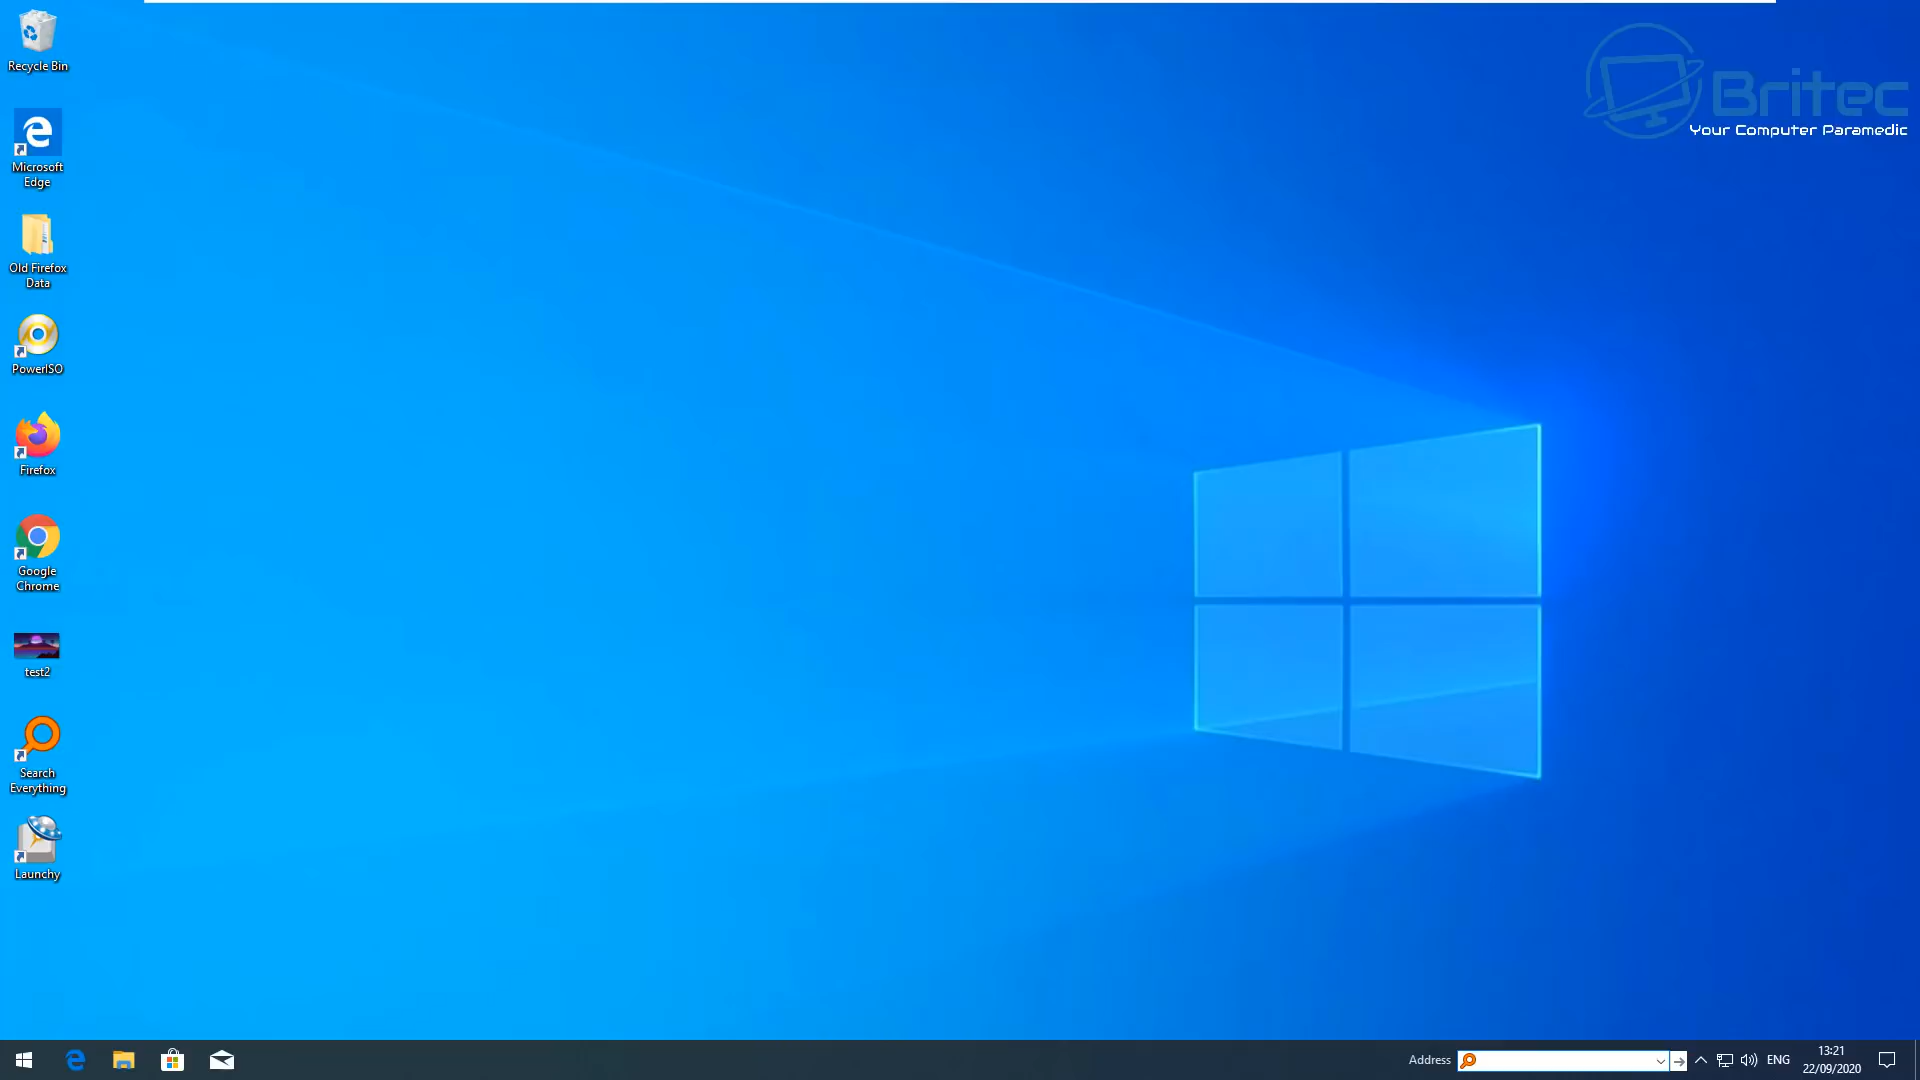 Recycle Bin
Microsoft
Edge
Old Firefox
Data
PowerISO
Firefox
Google
Chrome
test2
Search
Everything
Launchy
Britec
Your Computer Paramedic
Address
ENG
13:21
22/09/2020